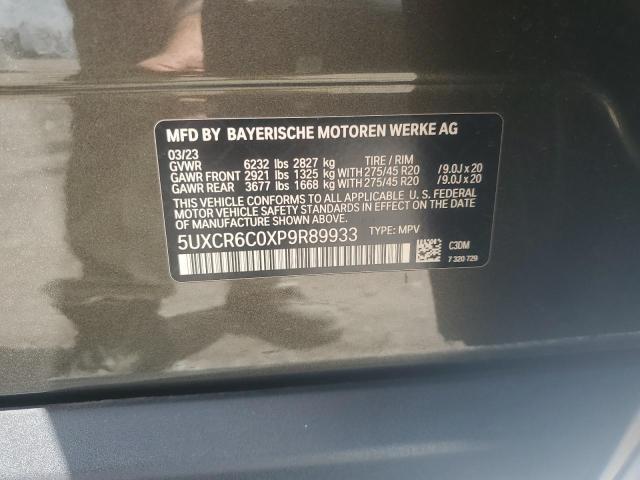 MFD BY BAYERISCHE MOTOREN WERKE AG
03/23
GVWR 6232 lbs 2827 kg TIRE / RIM
GAWR FRONT 2921 lbs 1325 kg WITH 275/45 R20 /9.0J x 20
GAWR REAR 3677 lbs 1668 kg WITH 275/45 R20 /9.0J x 20
THIS VEHICLE CONFORMS TO ALL APPLICABLE U. S. FEDERAL
MOTOR VEHICLE SAFETY STANDARDS IN EFFECT ON THE DATE
OF MANUFACTURE SHOWN ABOVE.
5UXCR6C0XP9R89933 TYPE: MPV
C3DM
7 320 729